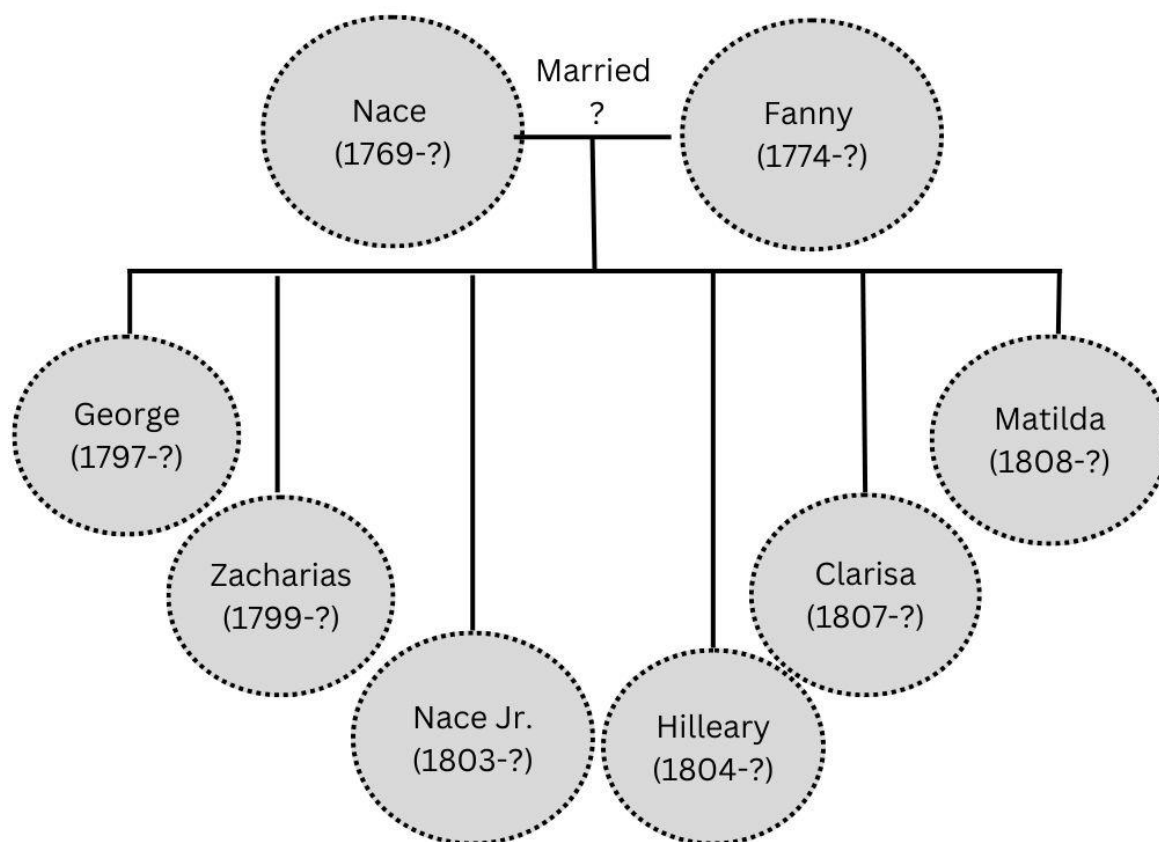 Married
?
Nace
(1769-?)
Fanny
(1774-?)
George
(1797-?)
Zacharias
(1799-?)
Nace Jr.
(1803-?)
Hilleary
(1804-?)
Clarisa
(1807-?)
Matilda
(1808-?)